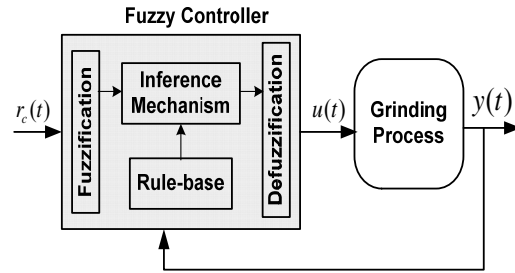 Fuzzy Controller
Fuzzification
Inference
Mechanism
Rule-base
Defuzzification
r_c(t)
u(t)
Grinding
Process
y(t)